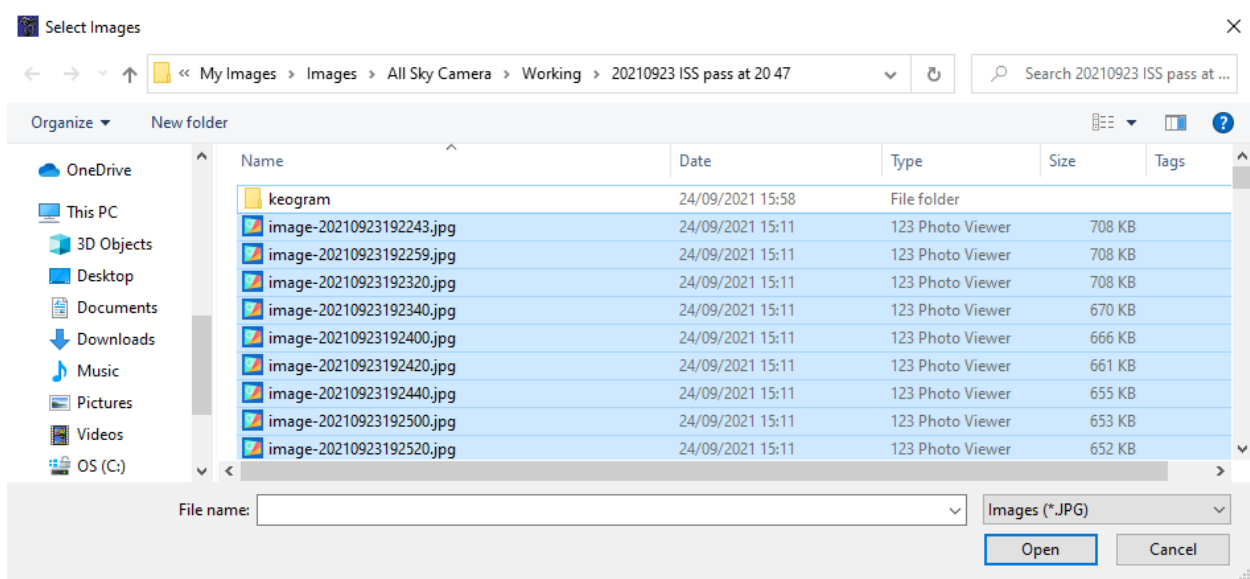 Select Images
« My Images > Images > All Sky Camera > Working > 20210923 ISS pass at 20 47
Search 20210923 ISS pass at ...
Organize New folder
OneDrive
This PC
3D Objects
Desktop
Documents
Downloads
Music
Pictures
Videos
OS (C:)
Name Date Type Size Tags
keogram 24/09/2021 15:58 File folder
image-20210923192243.jpg 24/09/2021 15:11 123 Photo Viewer 708 KB
image-20210923192259.jpg 24/09/2021 15:11 123 Photo Viewer 708 KB
image-20210923192320.jpg 24/09/2021 15:11 123 Photo Viewer 708 KB
image-20210923192340.jpg 24/09/2021 15:11 123 Photo Viewer 670 KB
image-20210923192400.jpg 24/09/2021 15:11 123 Photo Viewer 666 KB
image-20210923192420.jpg 24/09/2021 15:11 123 Photo Viewer 661 KB
image-20210923192440.jpg 24/09/2021 15:11 123 Photo Viewer 655 KB
image-20210923192500.jpg 24/09/2021 15:11 123 Photo Viewer 653 KB
image-20210923192520.jpg 24/09/2021 15:11 123 Photo Viewer 652 KB
File name: Images (*.JPG)
Open Cancel